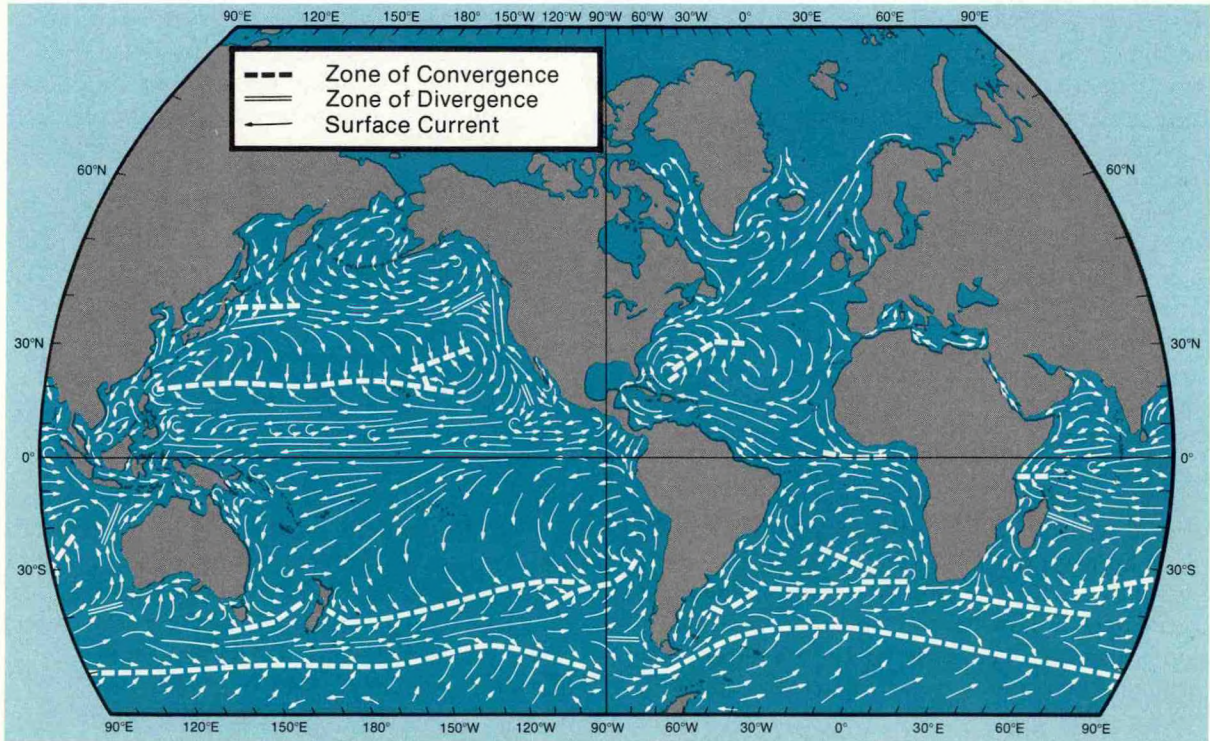 90°E 120°E 150°E 180° 150°W 120°W 90°W 60°W 30°W 0° 30°E 60°E 90°E
Zone of Convergence
Zone of Divergence
Surface Current
60°N 60°N
30°N 30°N
0° 0°
30°S 30°S
90°E 120°E 150°E 180° 150°W 120°W 90°W 60°W 30°W 0° 30°E 60°E 90°E